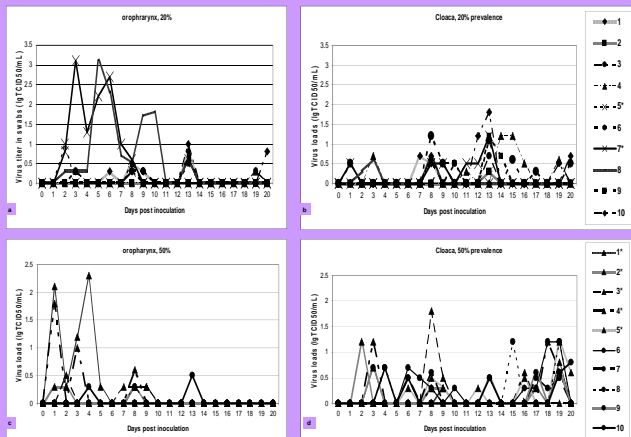 oropharynx, 20%
Virus titer in swabs (lgTCID50/mL)
3.5
3
2.5
2
1.5
1
0.5
0
0 1 2 3 4 5 6 7 8 9 10 11 12 13 14 15 16 17 18 19 20
Days post inoculation
a
Cloaca, 20% prevalence
Virus loads (lgTCID50/mL)
3.5
3
2.5
2
1.5
1
0.5
0
0 1 2 3 4 5 6 7 8 9 10 11 12 13 14 15 16 17 18 19 20
Days post inoculation
b
1
2
3
4
5*
6
7*
8
9
10
oropharynx, 50%
Virus loads (lgTCID50/mL)
2.5
2
1.5
1
0.5
0
0 1 2 3 4 5 6 7 8 9 10 11 12 13 14 15 16 17 18 19 20
Days post inoculation
c
Cloaca, 50% prevalence
Virus loads (lgTCID50/mL)
2.5
2
1.5
1
0.5
0
0 1 2 3 4 5 6 7 8 9 10 11 12 13 14 15 16 17 18 19 20
Days post inoculation
d
1*
2*
3*
4*
5*
6
7
8
9
10